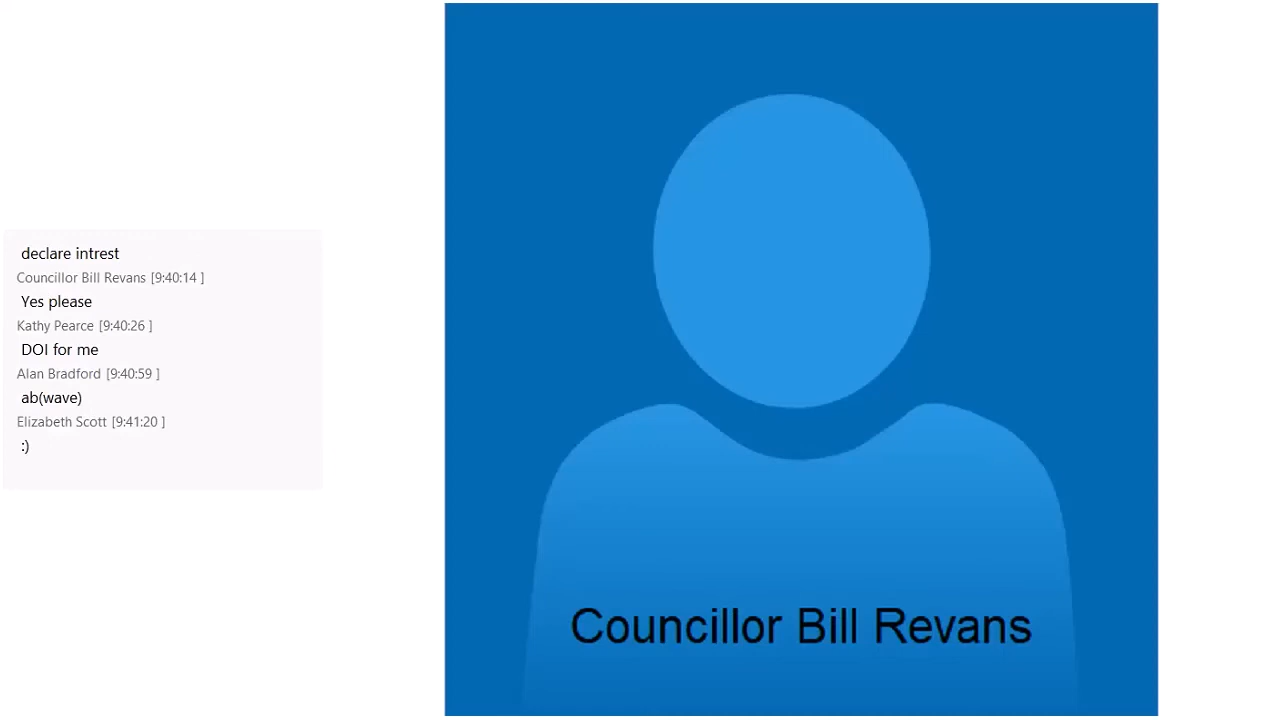 declare intrest
Councillor Bill Revans [9:40:14 ]
Yes please
Kathy Pearce [9:40:26 ]
DOI for me
Alan Bradford [9:40:59 ]
ab(wave)
Elizabeth Scott [9:41:20 ]
:)
Councillor Bill Revans